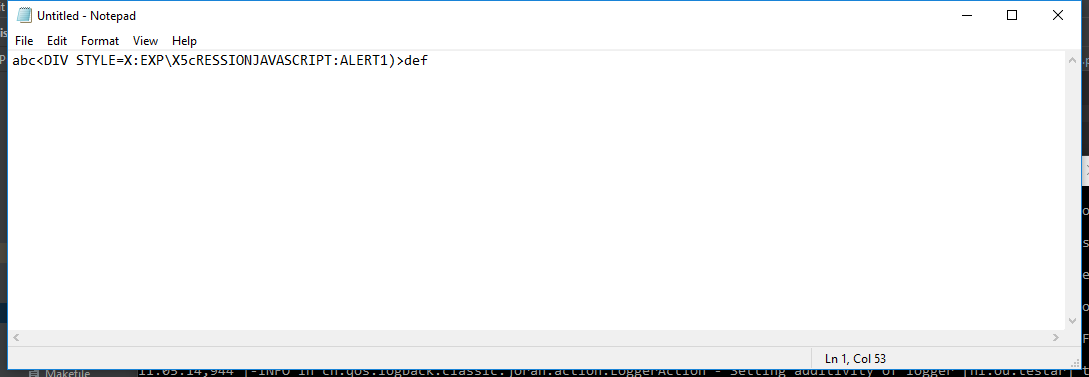 Untitled - Notepad
File Edit Format View Help
abc<DIV STYLE=X:EXP\X5cRESSIONJAVASCRIPT:ALERT1)>def
Ln 1, Col 53
Makefile
11:05:14,944 |-INFO in ch.qos.logback.classic.joran.action.LoggerAction - Setting additivity of logger [nl.ou.testar]